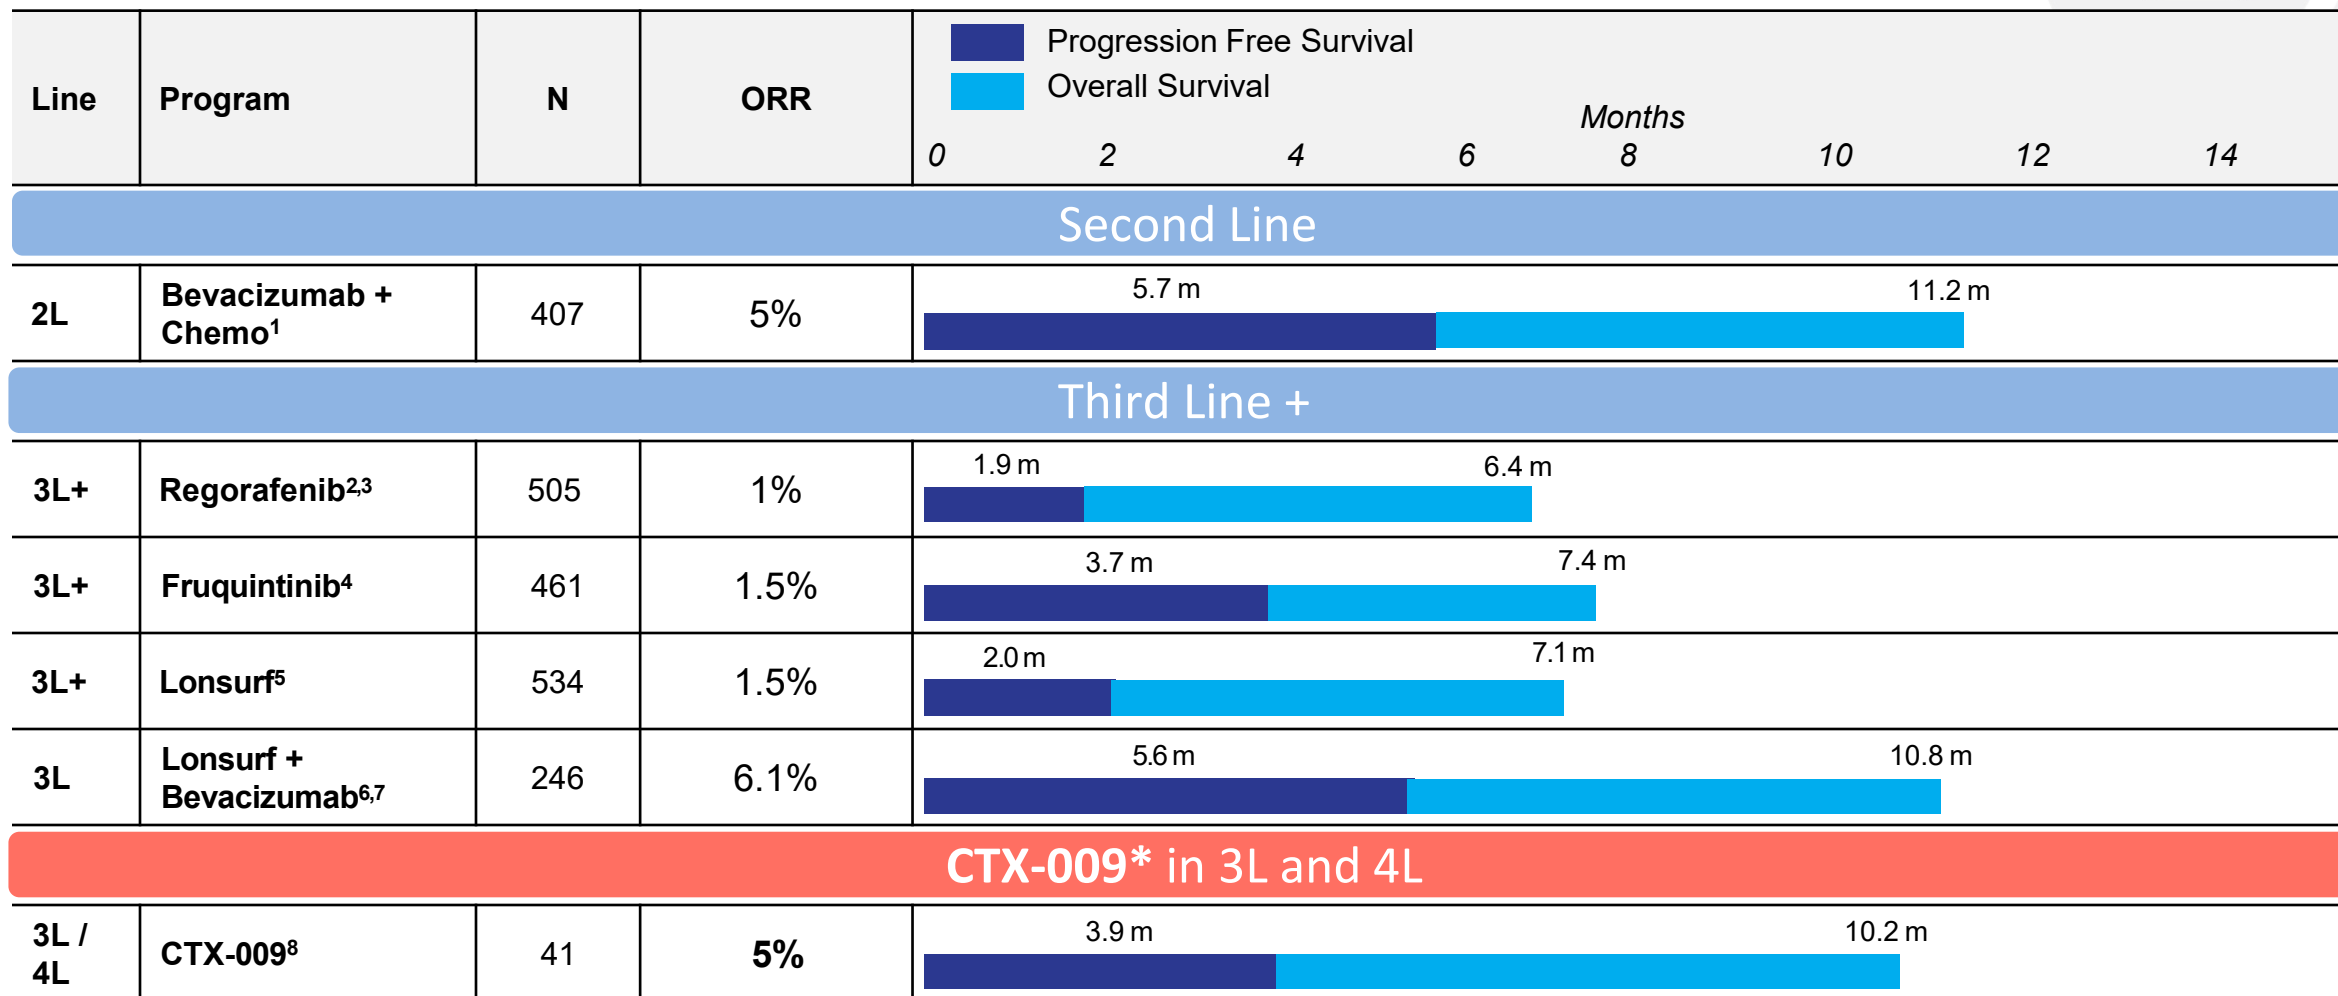 Line Program N ORR
Progression Free Survival
Overall Survival
Months
0 2 4 6 8 10 12 14
Second Line
2L Bevacizumab + Chemo¹ 407 5% 5.7 m 11.2 m
Third Line +
3L+ Regorafenib²,³ 505 1% 1.9 m 6.4 m
3L+ Fruquintinib⁴ 461 1.5% 3.7 m 7.4 m
3L+ Lonsurf⁵ 534 1.5% 2.0 m 7.1 m
3L Lonsurf + Bevacizumab⁶,⁷ 246 6.1% 5.6 m 10.8 m
CTX-009* in 3L and 4L
3L / 4L CTX-009⁸ 41 5% 3.9 m 10.2 m